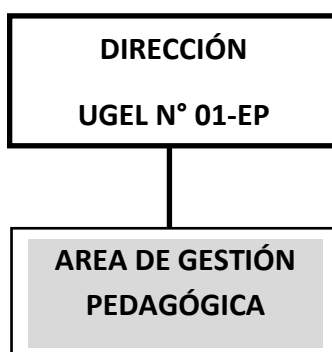 DIRECCIÓN
UGEL N° 01-EP
AREA DE GESTIÓN
PEDAGÓGICA